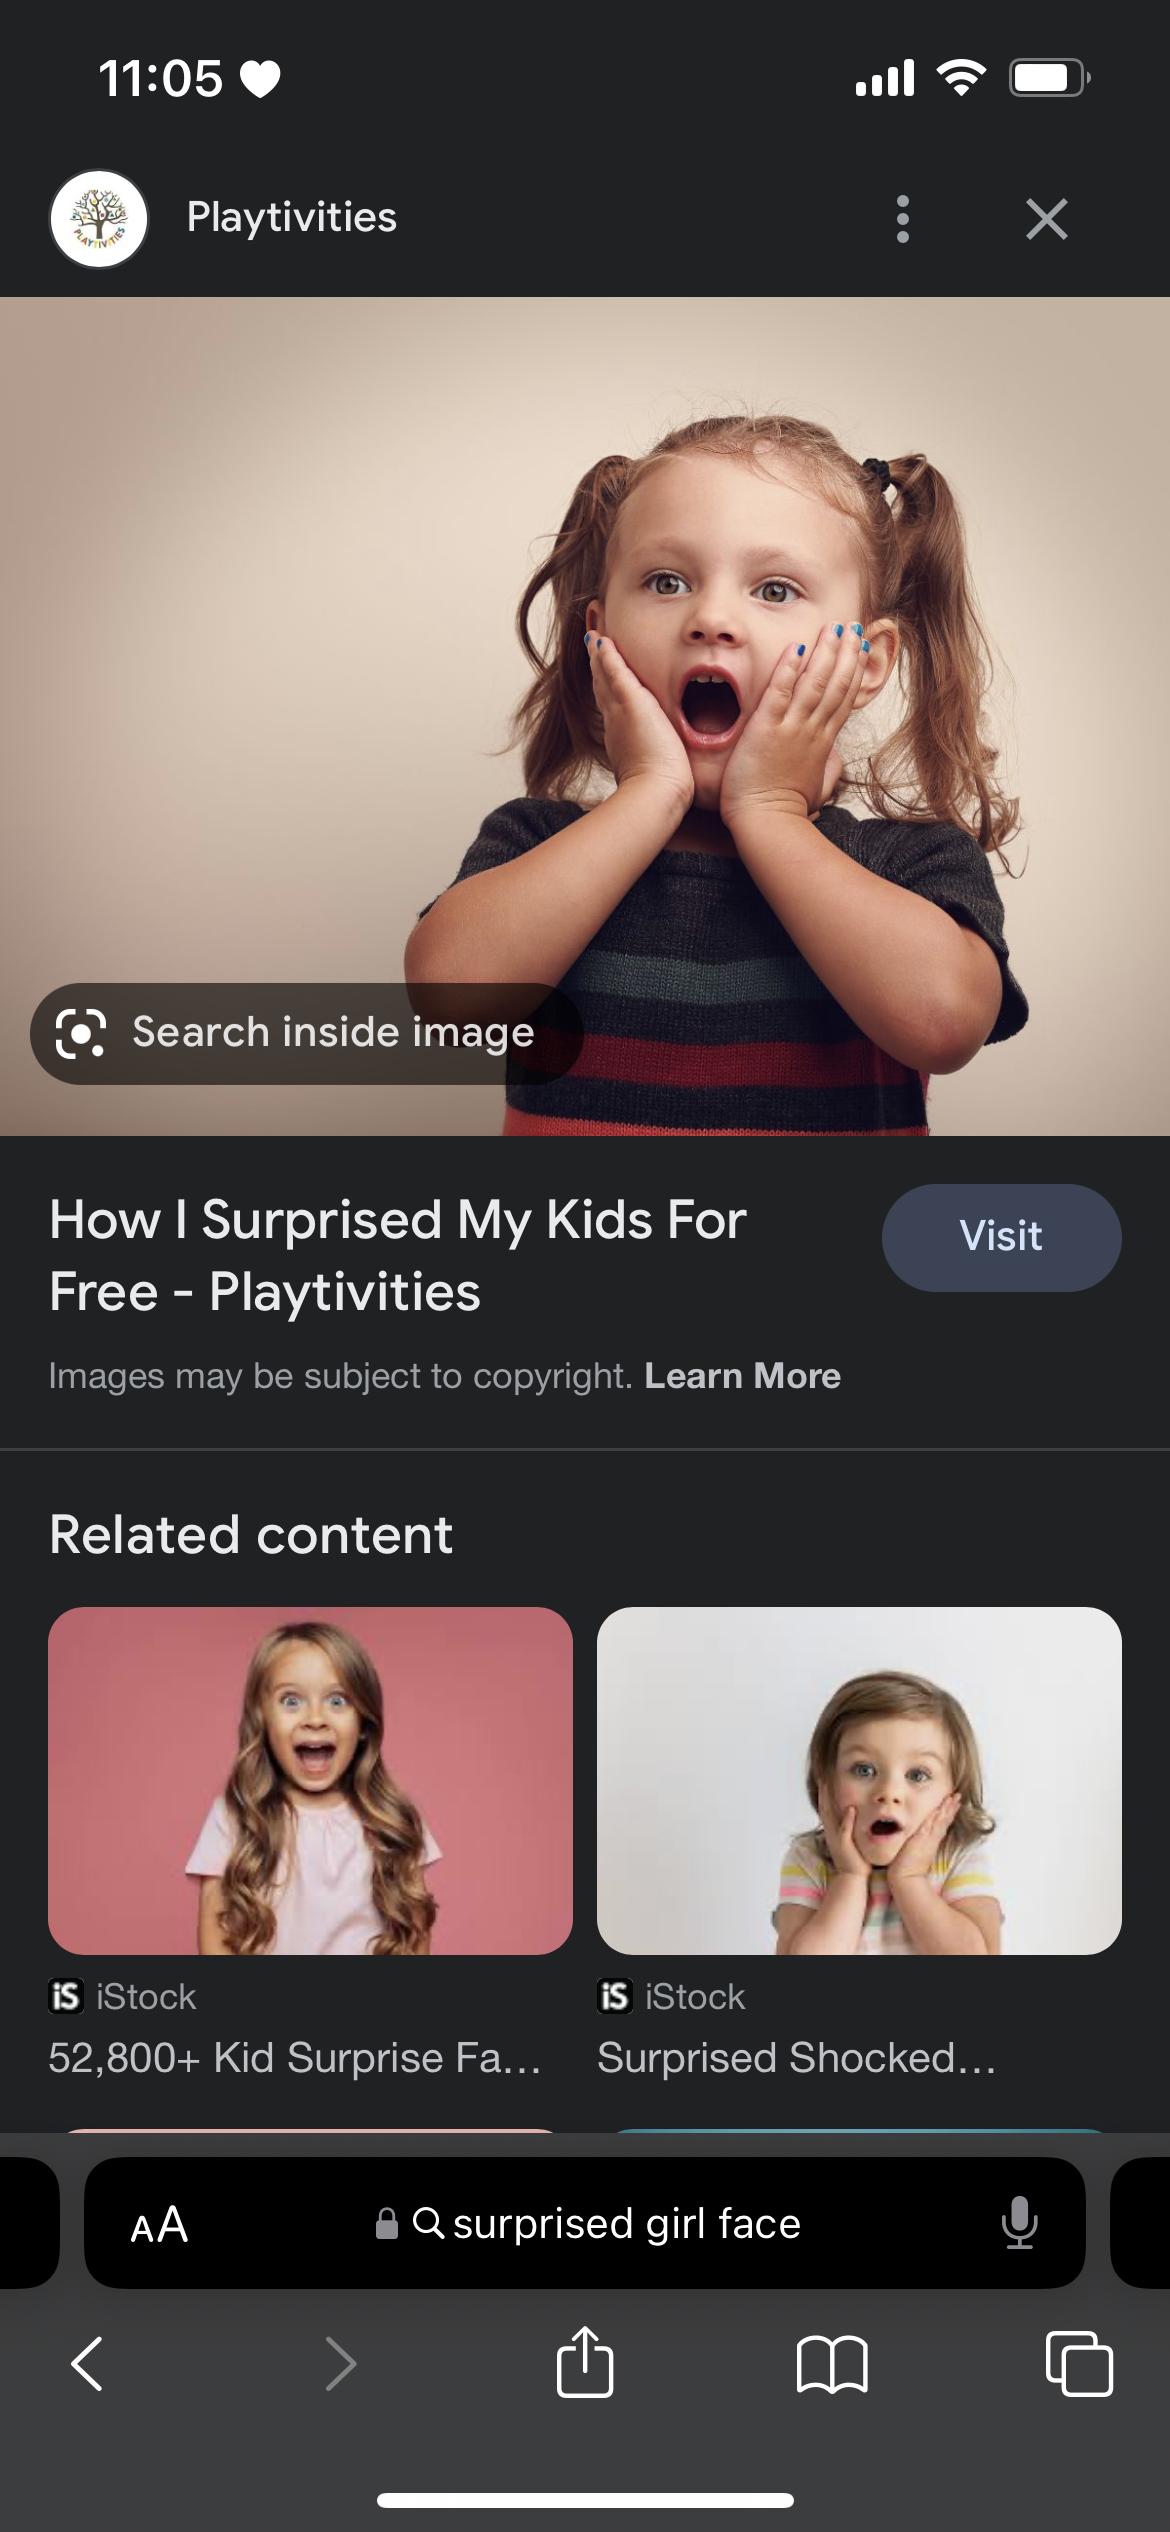 11:05
PLAYTIVITIES
Playtivities
Search inside image
How I Surprised My Kids For
Free - Playtivities
Visit
Images may be subject to copyright. Learn More
Related content
iS iStock
iS iStock
52,800+ Kid Surprise Fa...
Surprised Shocked...
AA
surprised girl face